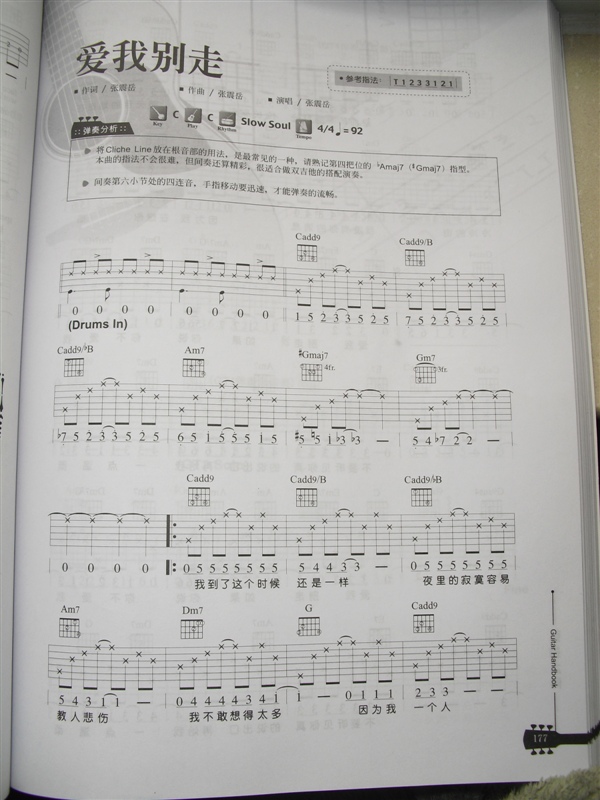 爱我别走
▪ 作词 / 张震岳 ▪ 作曲 / 张震岳 ▪ 演唱 / 张震岳
• 参考指法： T 1 2 3 3 1 2 1
:: 弹奏分析 ::
Key C Play C Rhythm Slow Soul Tempo 4/4 ♩= 92
将Cliche Line放在根音部的用法，是最常见的一种，请熟记第四把位的 ♭Amaj7（♯Gmaj7）指型。
本曲的指法不会很难，但间奏还算精彩，很适合做双吉他的搭配演奏。
间奏第六小节处的四连音，手指移动要迅速，才能弹奏的流畅。
Cadd9 Cadd9/B
0 0 0 0 0 0 0 0 1 5 2 3 3 5 2 5 7 5 2 3 3 5 2 5
(Drums In)
Cadd9/♭B Am7 ♯Gmaj7 4fr. Gm7 3fr.
♭7 5 2 3 3 5 2 5 6 5 1 5 5 5 1 5 ♯5 ♮5 1 ♭3 ♭3 — 5 4 ♭7 2 2 —
Cadd9 Cadd9/B Cadd9/♭B
0 0 0 0 0 5 5 5 5 5 5 5 5 4 4 3 3 — 0 5 5 5 5 5 5 5
我到了这个时候 还是一样 夜里的寂寞容易
Am7 Dm7 G Cadd9
5 4 3 1 1 — 0 4 4 4 4 3 4 1 1 — 0 1 1 1 2 3 3 —
教人悲伤 我不敢想得太多 因为我 一个人
Guitar Handbook
177